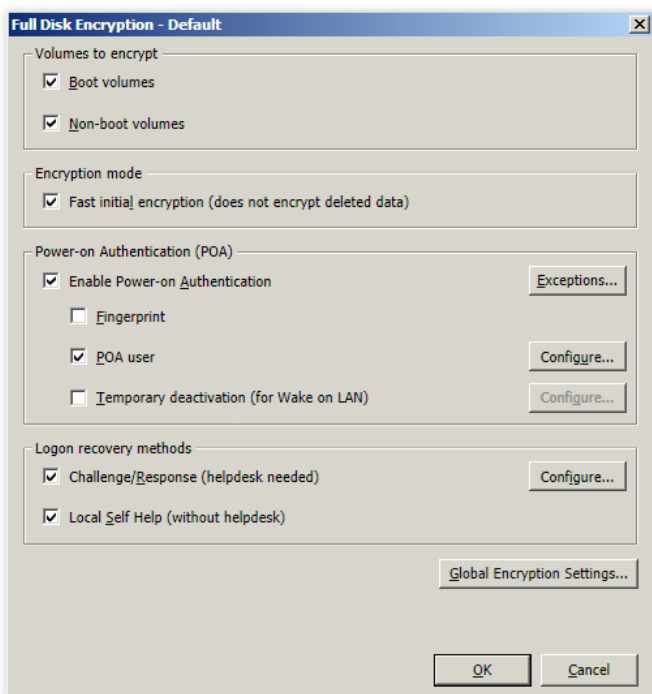 Full Disk Encryption - Default
Volumes to encrypt
Boot volumes
Non-boot volumes
Encryption mode
Fast initial encryption (does not encrypt deleted data)
Power-on Authentication (POA)
Enable Power-on Authentication
Exceptions...
Fingerprint
POA user
Configure...
Temporary deactivation (for Wake on LAN)
Configure...
Logon recovery methods
Challenge/Response (helpdesk needed)
Configure...
Local Self Help (without helpdesk)
Global Encryption Settings...
OK
Cancel